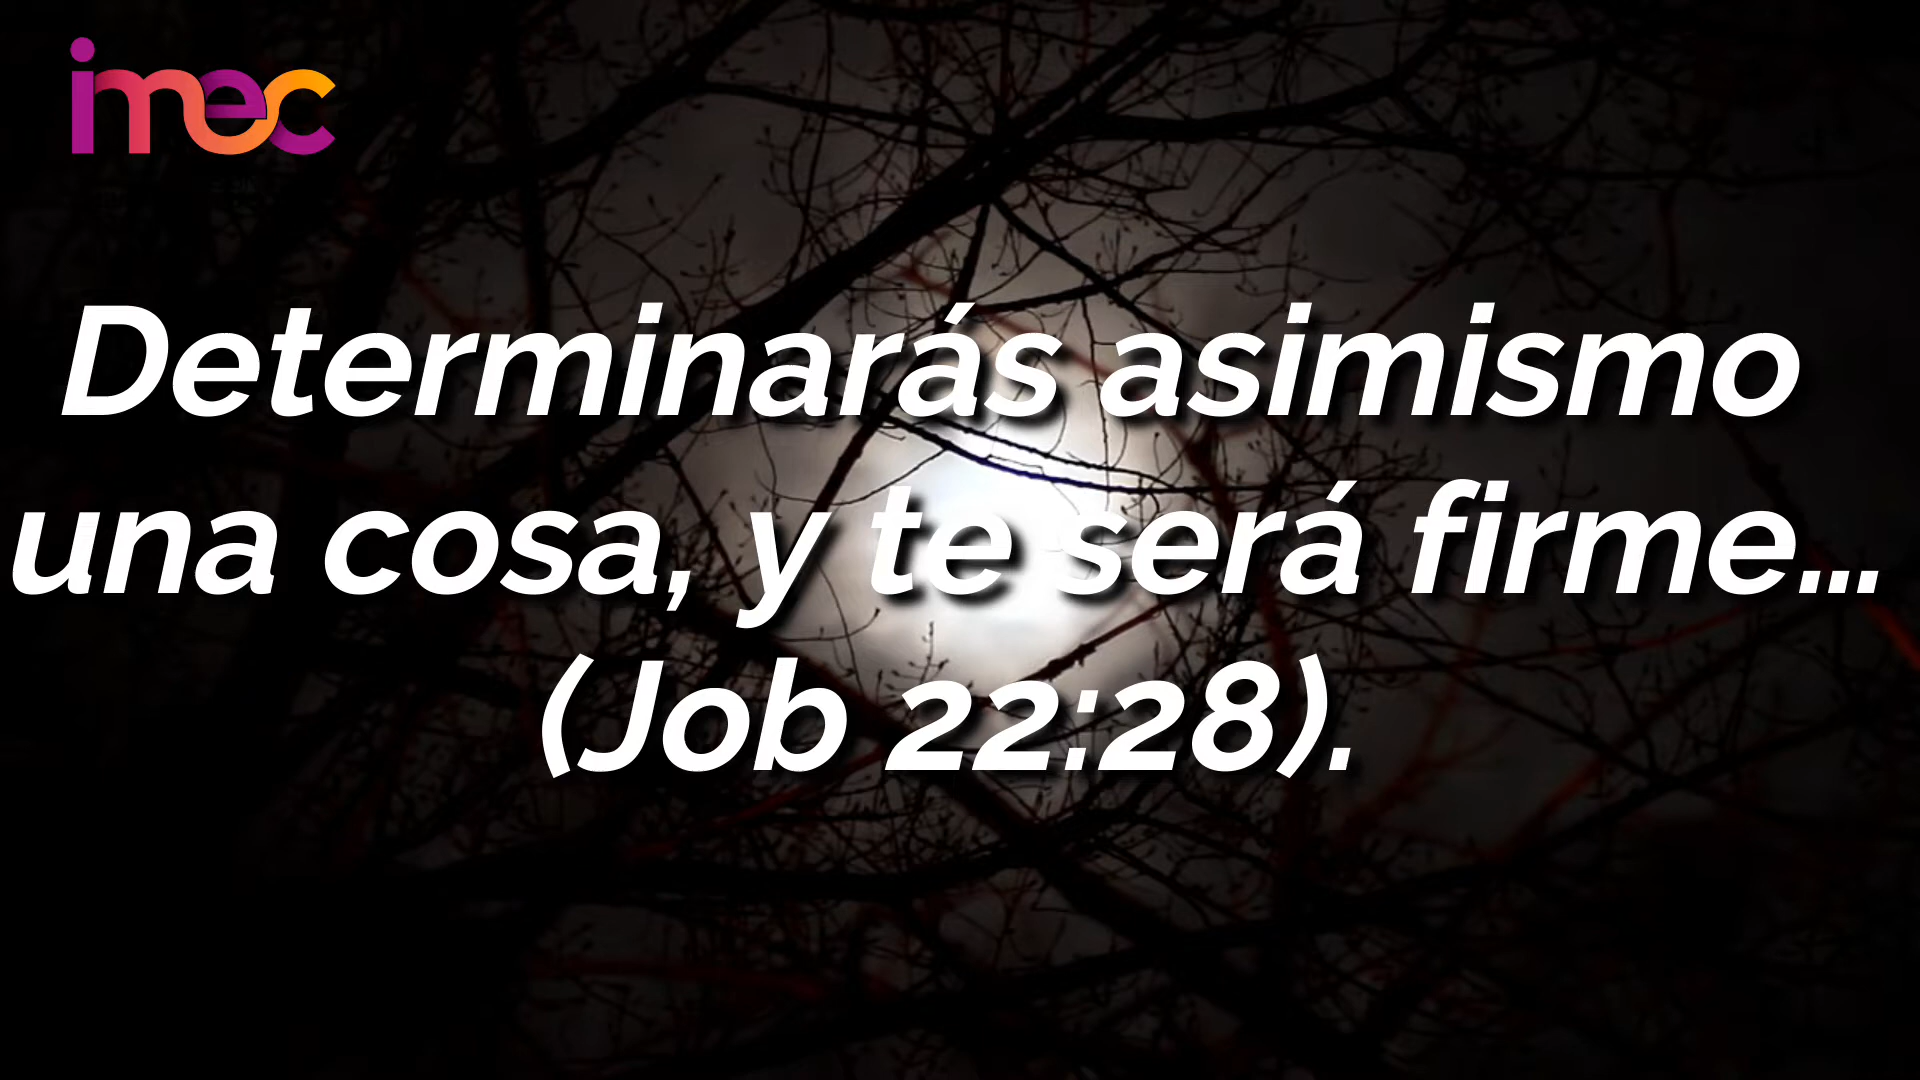 imec
Determinarás asimismo
una cosa, y te será firme...
(Job 22:28).